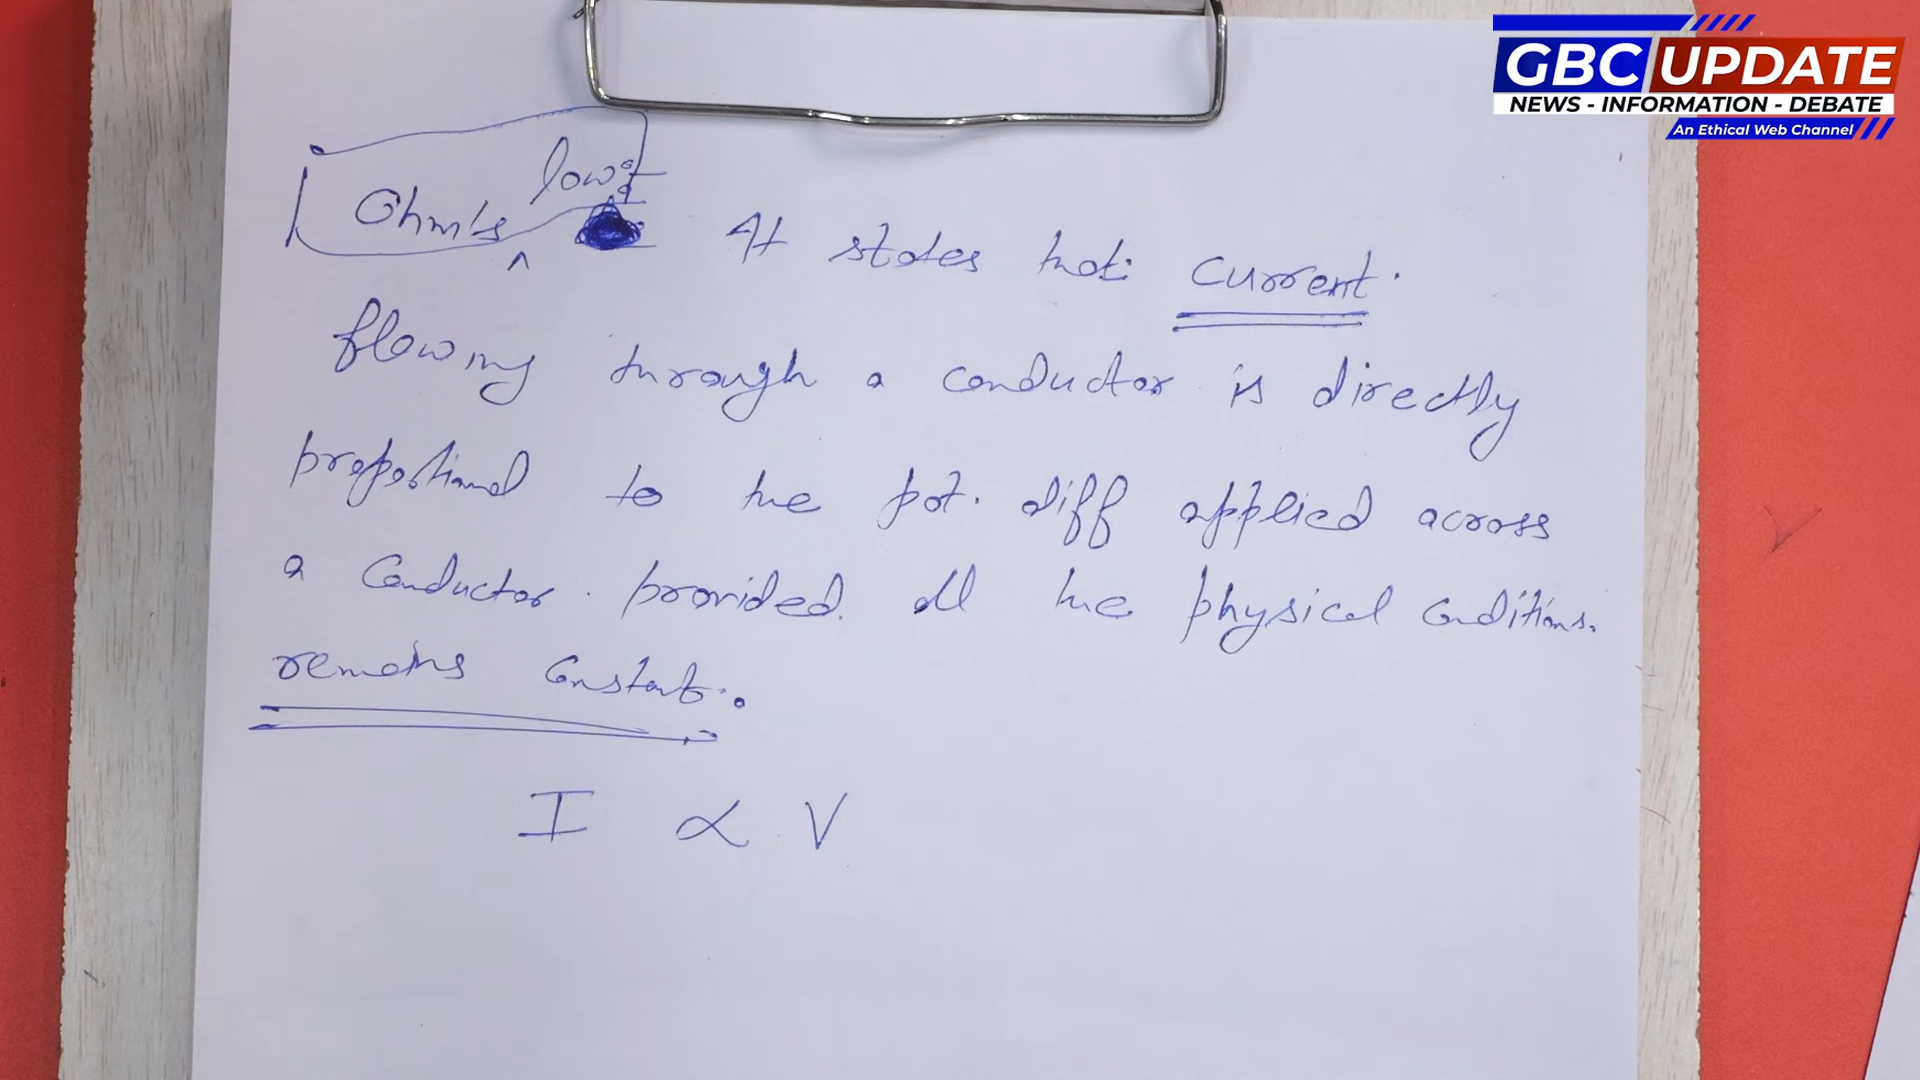 GBC UPDATE
NEWS - INFORMATION - DEBATE
An Ethical Web Channel
Ohm's law :- It states that current
flowing through a conductor is directly
proportional to the pot. diff applied across
a conductor provided all the physical conditions.
remains constant.
I ∝ V